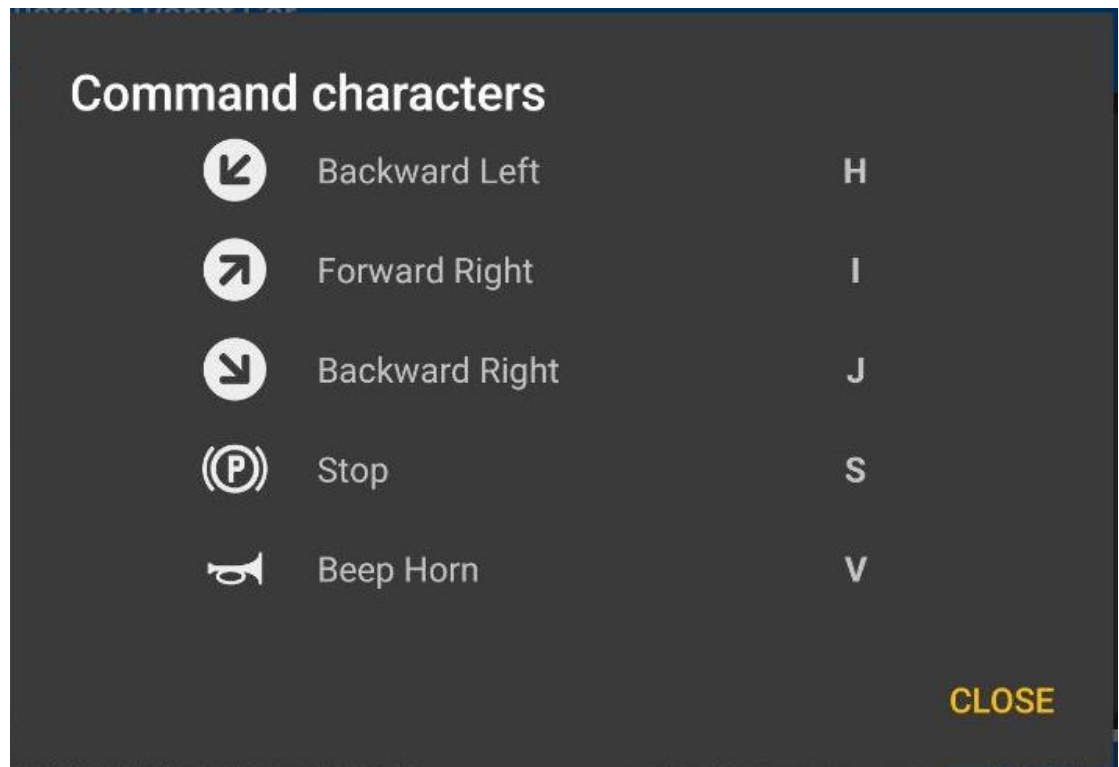 Command characters
Backward Left H
Forward Right I
Backward Right J
P Stop S
Beep Horn V
CLOSE